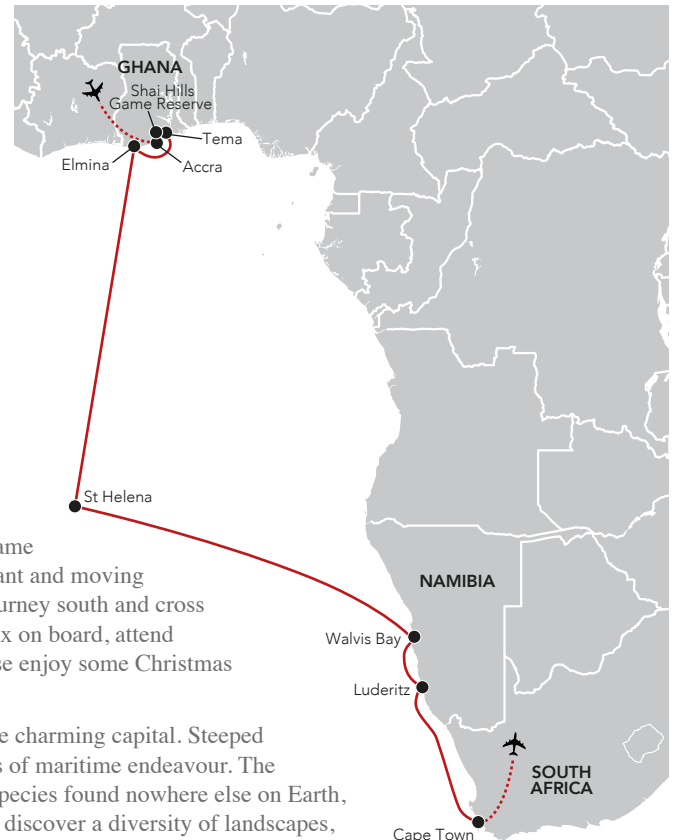 GHANA
Shai Hills
Game Reserve
Tema
Elmina
Accra
St Helena
ame
ant and moving
urney south and cross
x on board, attend
se enjoy some Christmas
NAMIBIA
Walvis Bay
Luderitz
e charming capital. Steeped
s of maritime endeavour. The
species found nowhere else on Earth,
discover a diversity of landscapes,
SOUTH
AFRICA
Cape Town